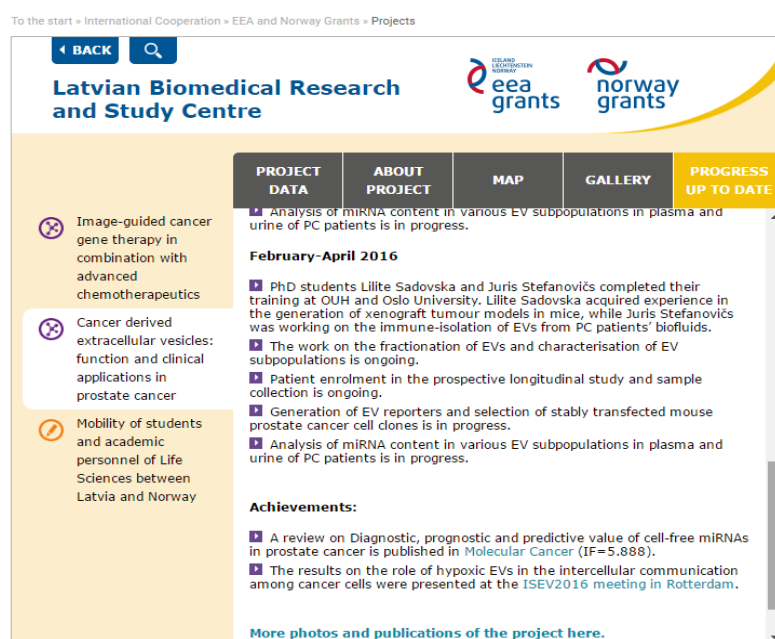 To the start » International Cooperation » EEA and Norway Grants » Projects
BACK
Latvian Biomedical Research
and Study Centre
ICELAND
LIECHTENSTEIN
NORWAY
eea
grants
norway
grants
PROJECT
DATA
ABOUT
PROJECT
MAP
GALLERY
PROGRESS
UP TO DATE
Image-guided cancer
gene therapy in
combination with
advanced
chemotherapeutics
Cancer derived
extracellular vesicles:
function and clinical
applications in
prostate cancer
Mobility of students
and academic
personnel of Life
Sciences between
Latvia and Norway
Analysis of miRNA content in various EV subpopulations in plasma and
urine of PC patients is in progress.
February-April 2016
PhD students Lilite Sadovska and Juris Stefanovičs completed their
training at OUH and Oslo University. Lilite Sadovska acquired experience in
the generation of xenograft tumour models in mice, while Juris Stefanovičs
was working on the immune-isolation of EVs from PC patients′ biofluids.
The work on the fractionation of EVs and characterisation of EV
subpopulations is ongoing.
Patient enrolment in the prospective longitudinal study and sample
collection is ongoing.
Generation of EV reporters and selection of stably transfected mouse
prostate cancer cell clones is in progress.
Analysis of miRNA content in various EV subpopulations in plasma and
urine of PC patients is in progress.
Achievements:
A review on Diagnostic, prognostic and predictive value of cell-free miRNAs
in prostate cancer is published in Molecular Cancer (IF=5.888).
The results on the role of hypoxic EVs in the intercellular communication
among cancer cells were presented at the ISEV2016 meeting in Rotterdam.
More photos and publications of the project here.